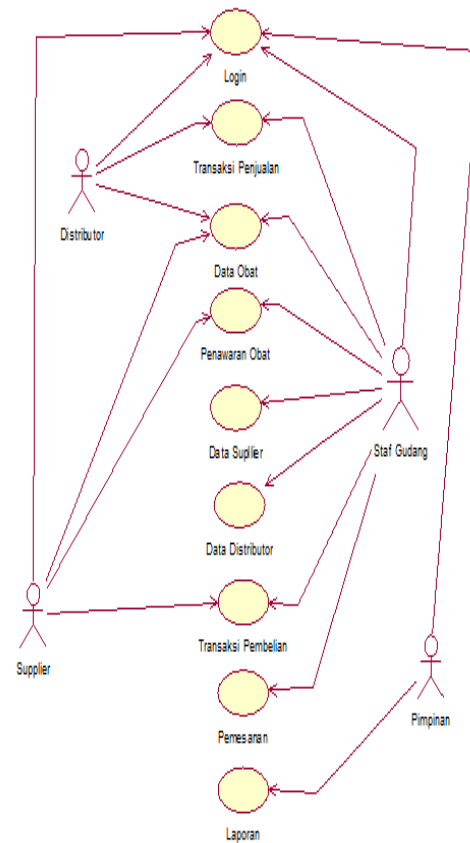 Login
Transaksi Penjualan
Distributor
Data Obat
Penawaran Obat
Staf Gudang
Data Supllier
Data Distributor
Transaksi Pembelian
Supplier
Pimpinan
Pemesanan
Laporan